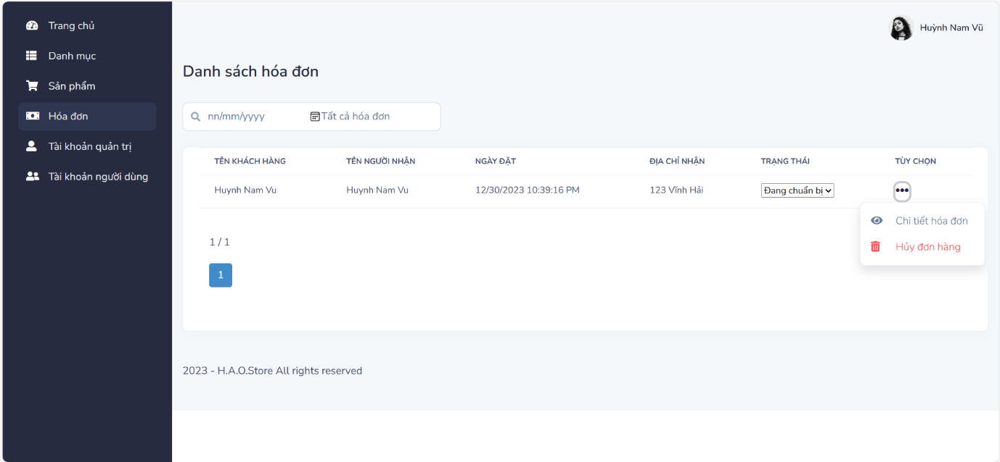 Trang chủ
Danh mục
Sản phẩm
Hóa đơn
Tài khoản quản trị
Tài khoản người dùng
Huỳnh Nam Vũ
Danh sách hóa đơn
nn/mm/yyyy Tất cả hóa đơn
TÊN KHÁCH HÀNG TÊN NGƯỜI NHẬN NGÀY ĐẶT ĐỊA CHỈ NHẬN TRẠNG THÁI TÙY CHỌN
Huynh Nam Vu Huynh Nam Vu 12/30/2023 10:39:16 PM 123 Vĩnh Hải Đang chuẩn bị
Chi tiết hóa đơn
Hủy đơn hàng
1 / 1
1
2023 - H.A.O.Store All rights reserved